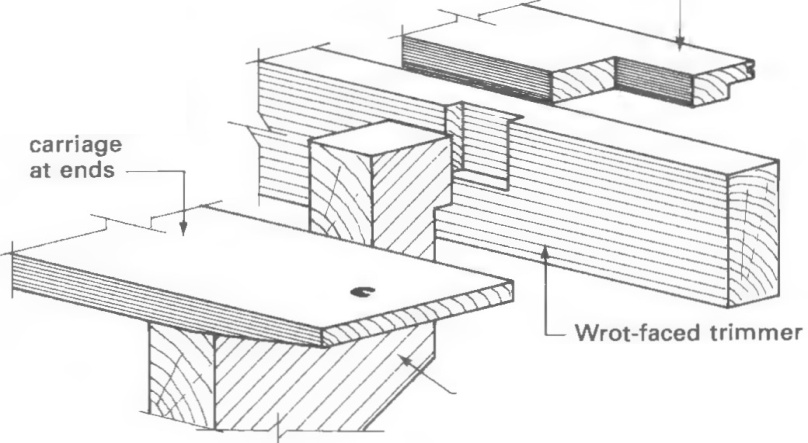 carriage
at ends
Wrot-faced trimmer